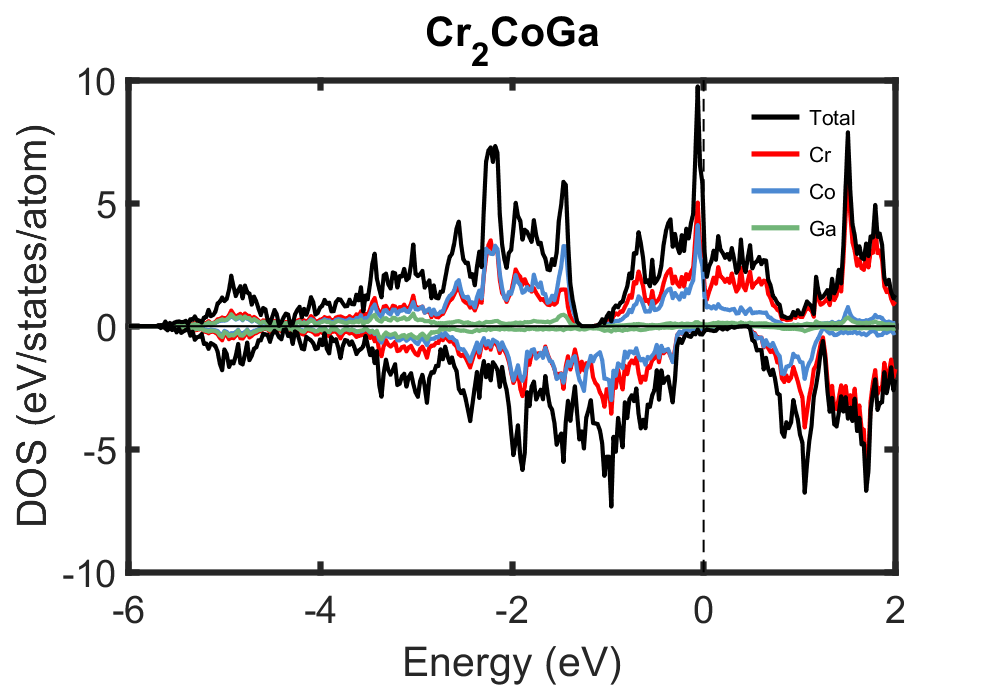 Cr2CoGa
10
5
0
0
-5
-10
-6
-4
-2
0
2
DOS (eV/states/atom)
Energy (eV)
Total
Cr
Co
Ga